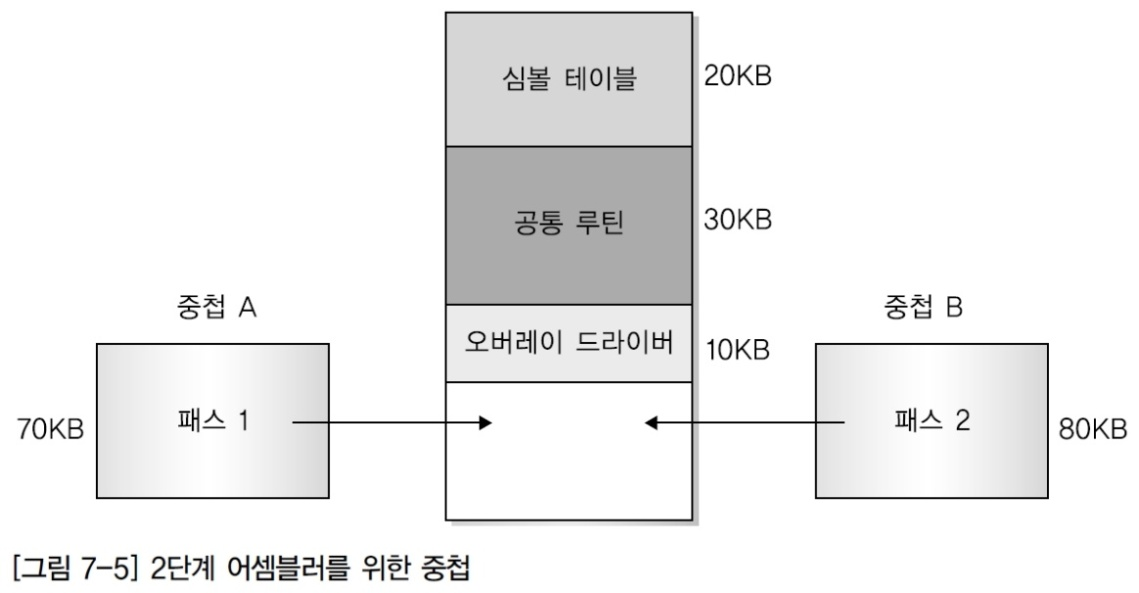 심볼 테이블
20KB
공통 루틴
30KB
중첩 A
중첩 B
오버레이 드라이버
10KB
70KB
패스 1
패스 2
80KB
[그림 7-5] 2단계 어셈블러를 위한 중첩